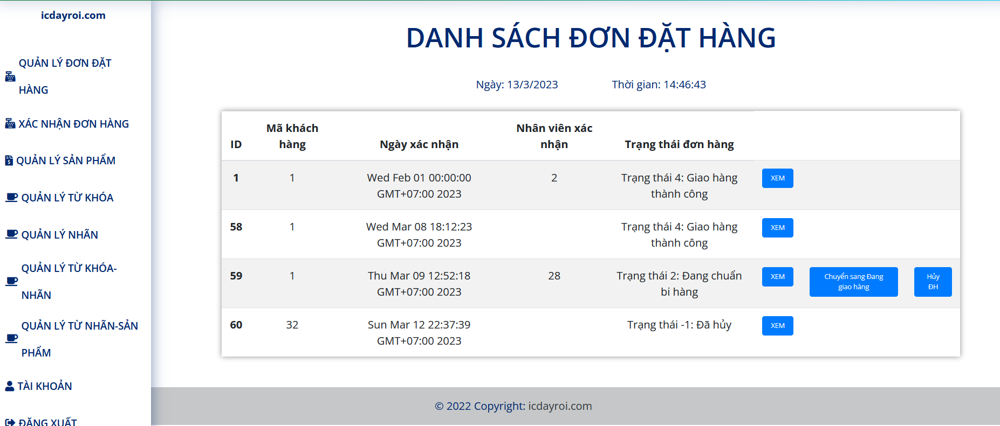 icdayroi.com
QUẢN LÝ ĐƠN ĐẶT
HÀNG
XÁC NHẬN ĐƠN HÀNG
QUẢN LÝ SẢN PHẨM
QUẢN LÝ TỪ KHÓA
QUẢN LÝ NHÃN
QUẢN LÝ TỪ KHÓA-
NHÃN
QUẢN LÝ TỪ NHÃN-SẢN
PHẨM
TÀI KHOẢN
ĐĂNG XUẤT
DANH SÁCH ĐƠN ĐẶT HÀNG
Ngày: 13/3/2023 Thời gian: 14:46:43
Mã khách Nhân viên xác
ID hàng Ngày xác nhận nhận Trạng thái đơn hàng
1 1 Wed Feb 01 00:00:00 2 Trạng thái 4: Giao hàng XEM
GMT+07:00 2023 thành công
58 1 Wed Mar 08 18:12:23 Trạng thái 4: Giao hàng XEM
GMT+07:00 2023 thành công
59 1 Thu Mar 09 12:52:18 28 Trạng thái 2: Đang chuẩn XEM Chuyển sang Đang Hủy
GMT+07:00 2023 bi hàng giao hàng ĐH
60 32 Sun Mar 12 22:37:39 Trạng thái -1: Đã hủy XEM
GMT+07:00 2023
© 2022 Copyright: icdayroi.com